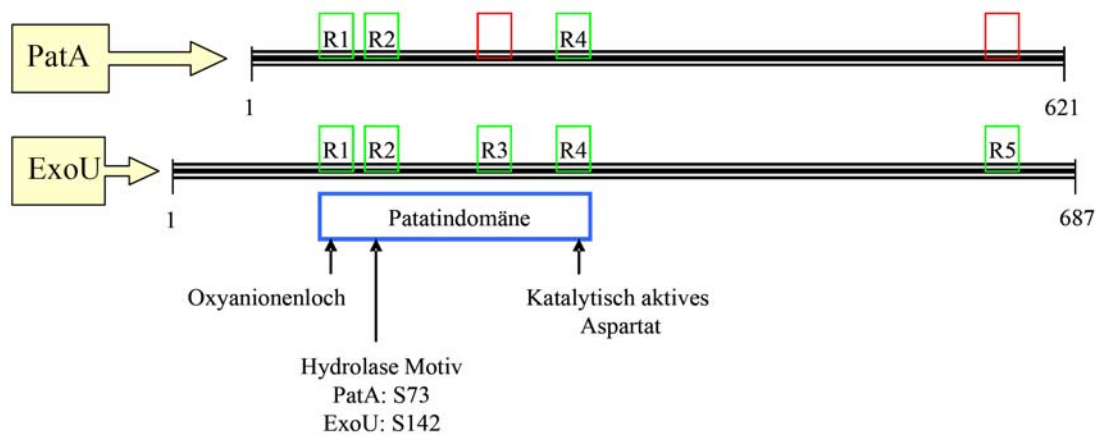 PatA
R1 R2 R4
1 621
ExoU
R1 R2 R3 R4 R5
1 687
Patatindomäne
Oxyanionenloch
Katalytisch aktives
Aspartat
Hydrolase Motiv
PatA: S73
ExoU: S142